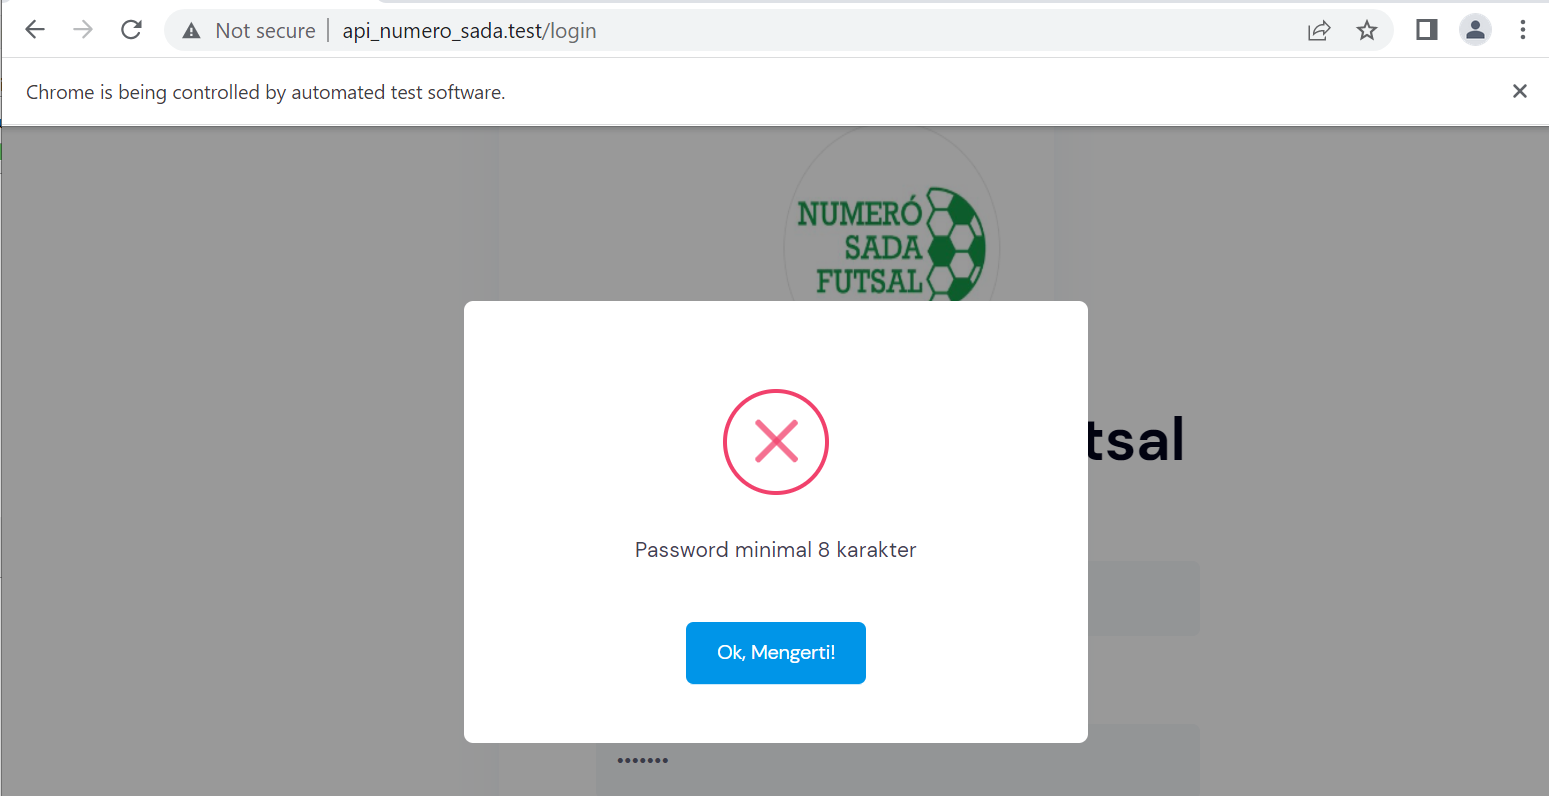 Not secure
api_numero_sada.test/login
Chrome is being controlled by automated test software.
NUMERÓ
SADA
FUTSAL
tsal
Password minimal 8 karakter
Ok, Mengerti!
•••••••